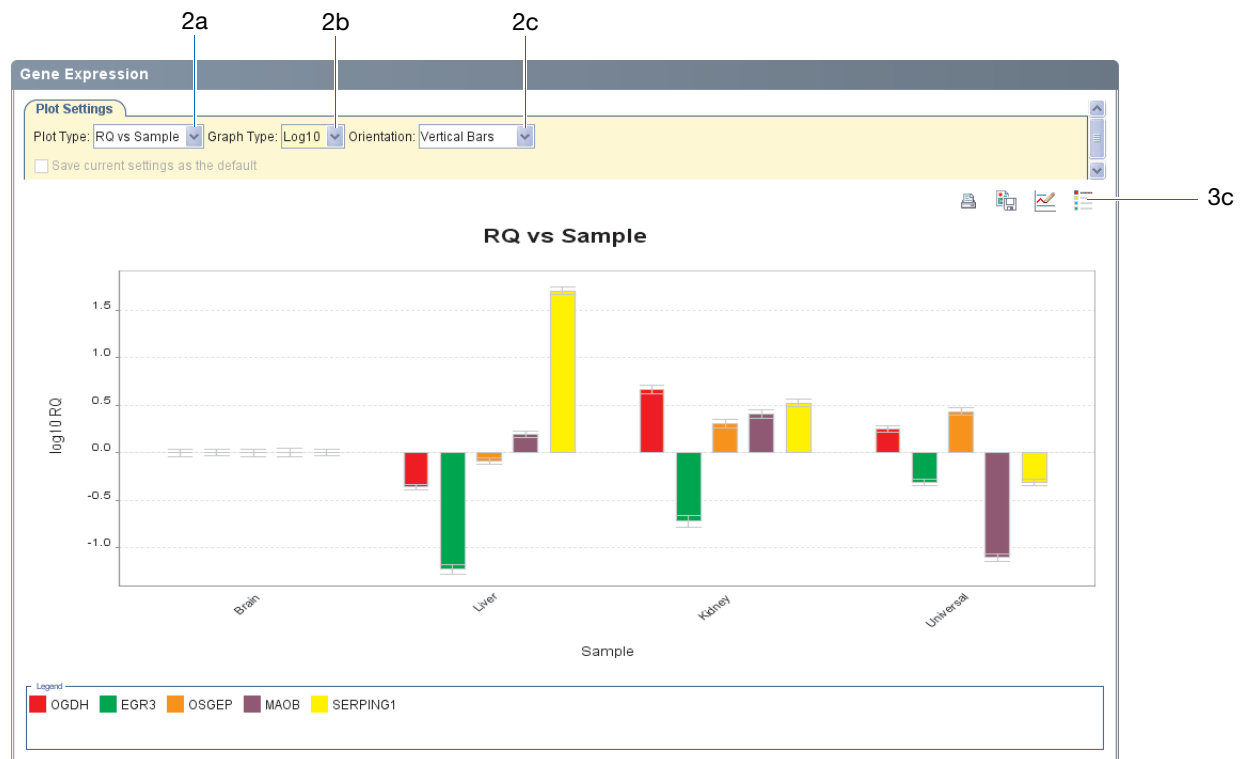 2a 2b 2c
Gene Expression
Plot Settings
Plot Type: RQ vs Sample Graph Type: Log10 Orientation: Vertical Bars
Save current settings as the default
3c
RQ vs Sample
1.5
1.0
0.5
0.0
-0.5
-1.0
log10 RQ
Brain Liver Kidney Universal
Sample
Legend
OGDH EGR3 OSGEP MAOB SERPING1